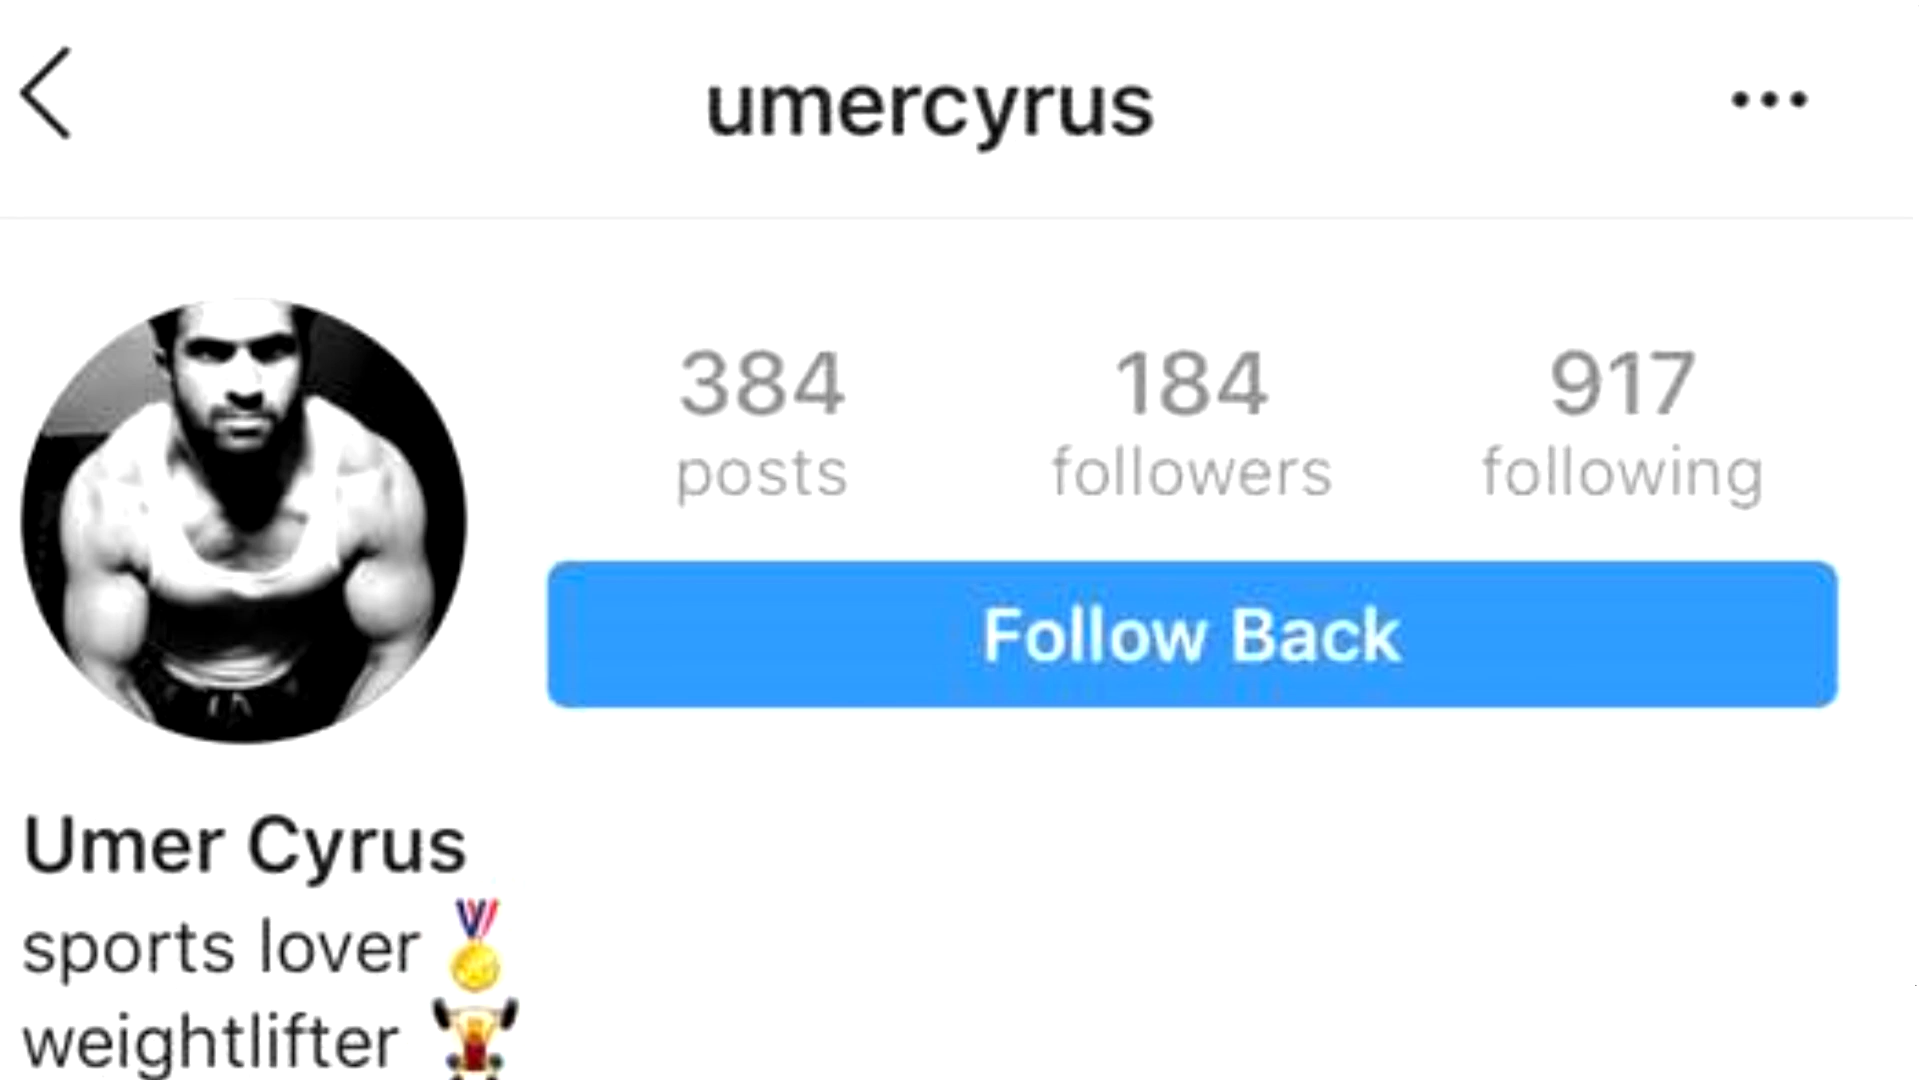 umercyrus
384 184 917
posts followers following
Follow Back
Umer Cyrus
sports lover
weightlifter